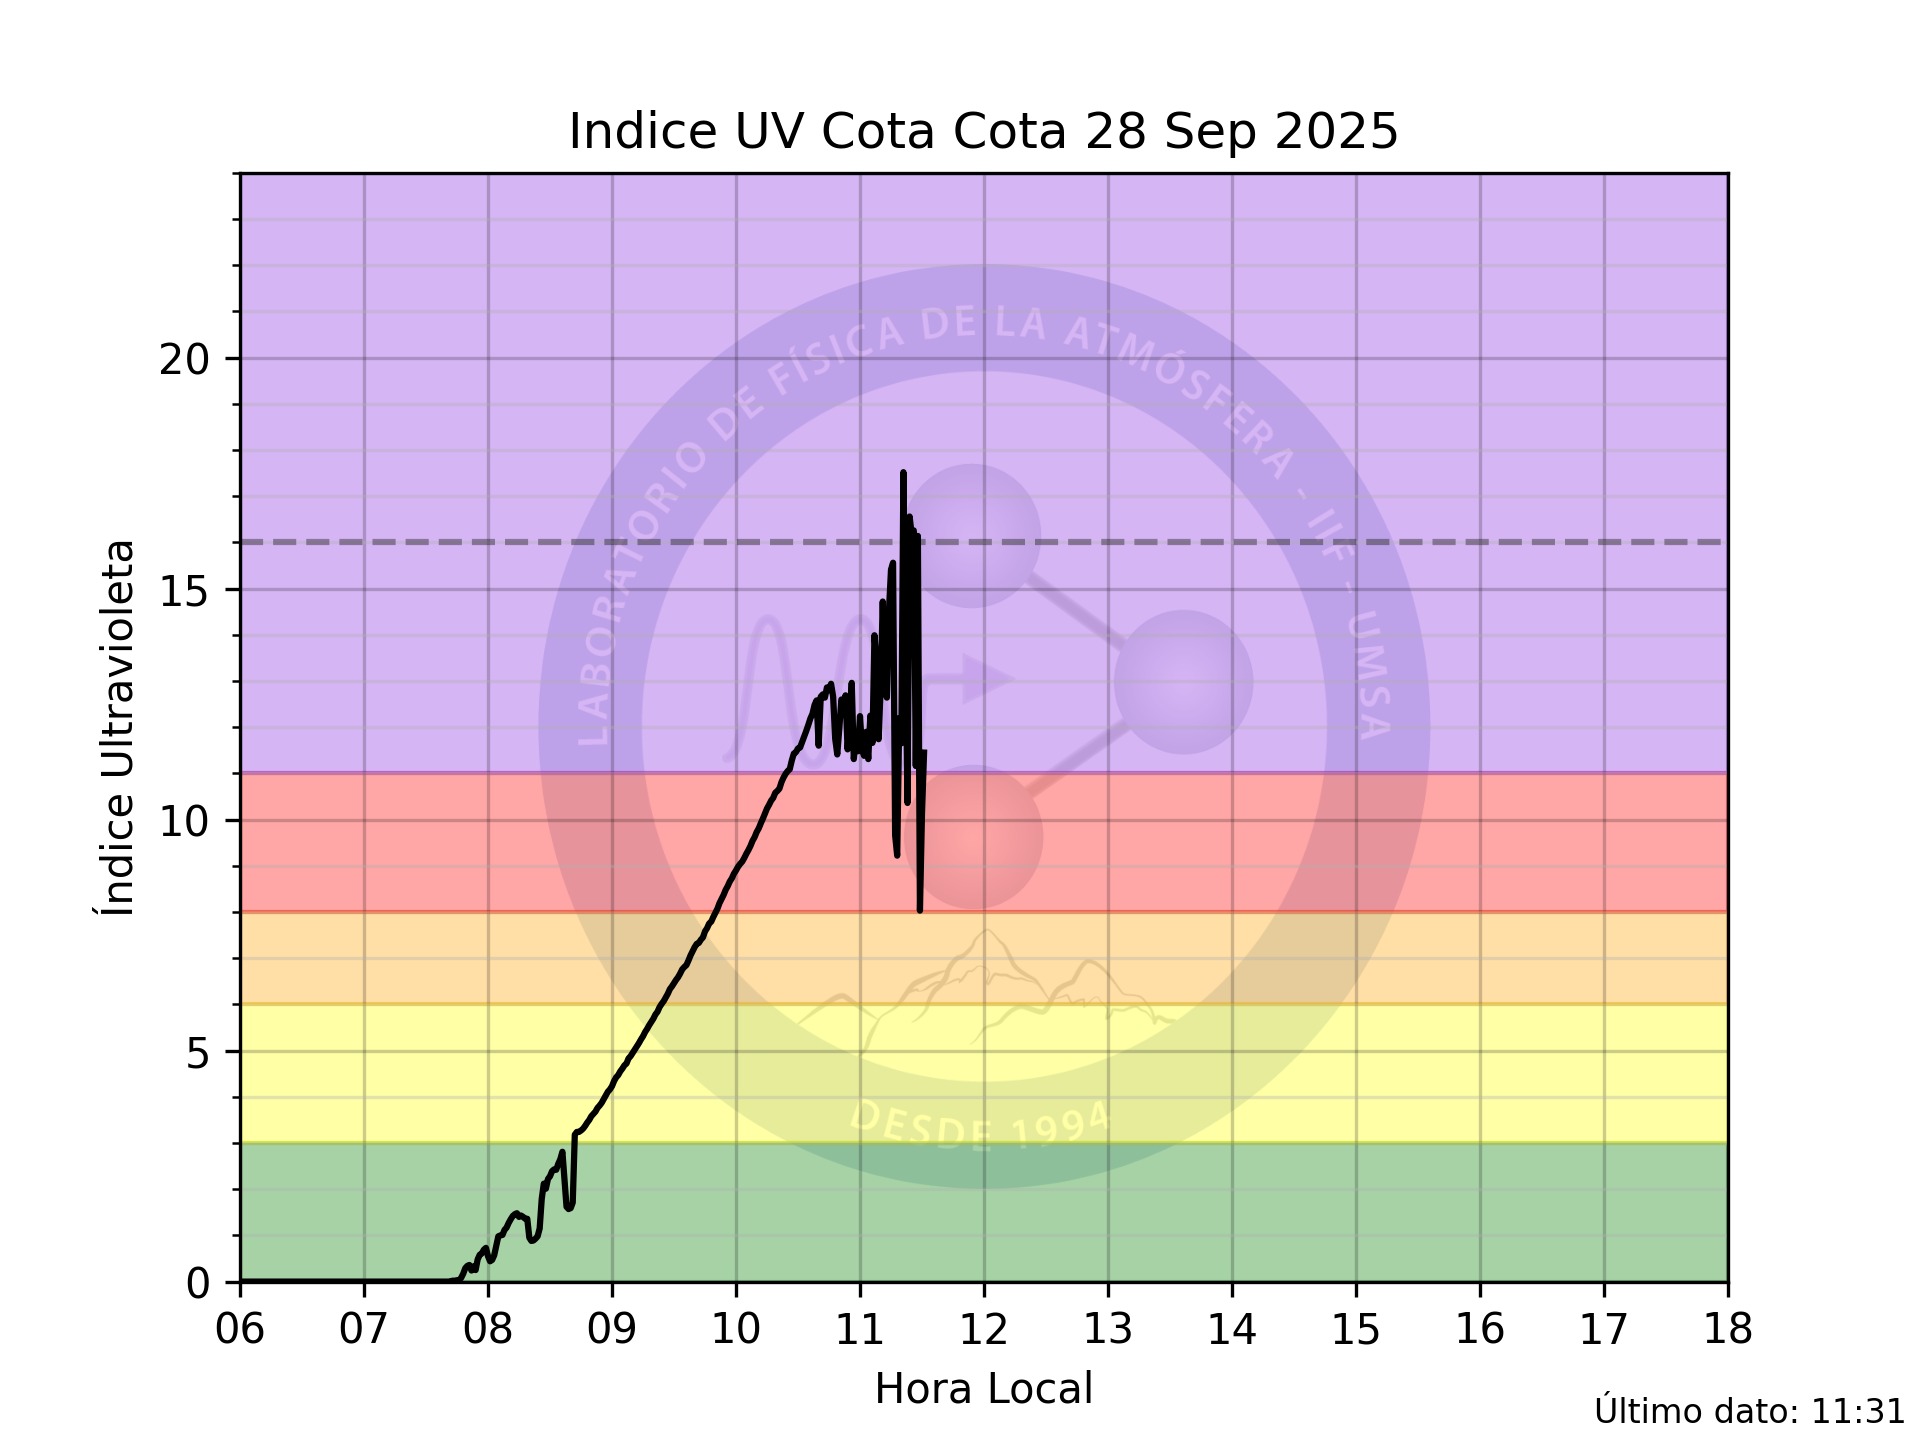 Indice UV Cota Cota 28 Sep 2025
Índice Ultravioleta
20
15
10
5
0
06 07 08 09 10 11 12 13 14 15 16 17 18
Hora Local
Último dato: 11:31
LABORATORIO DE FÍSICA DE LA ATMÓSFERA - IIF - UMSA
DESDE 1994